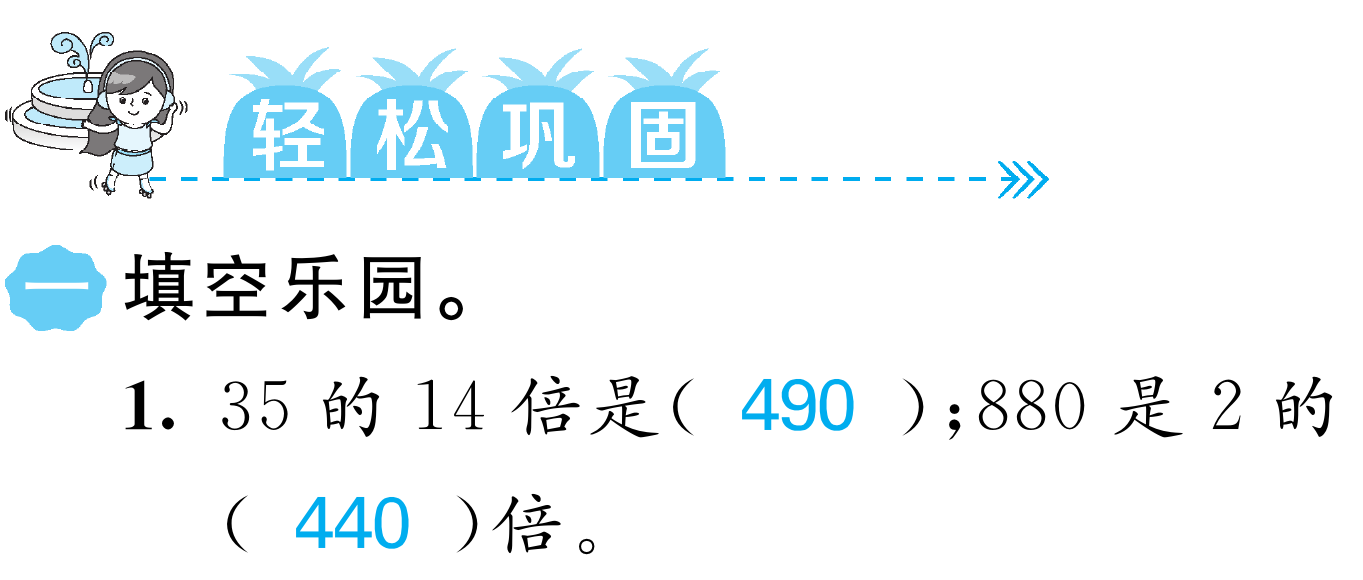 轻松巩固
一 填空乐园。
1. 35 的 14 倍是( 490 );880 是 2 的
( 440 )倍。